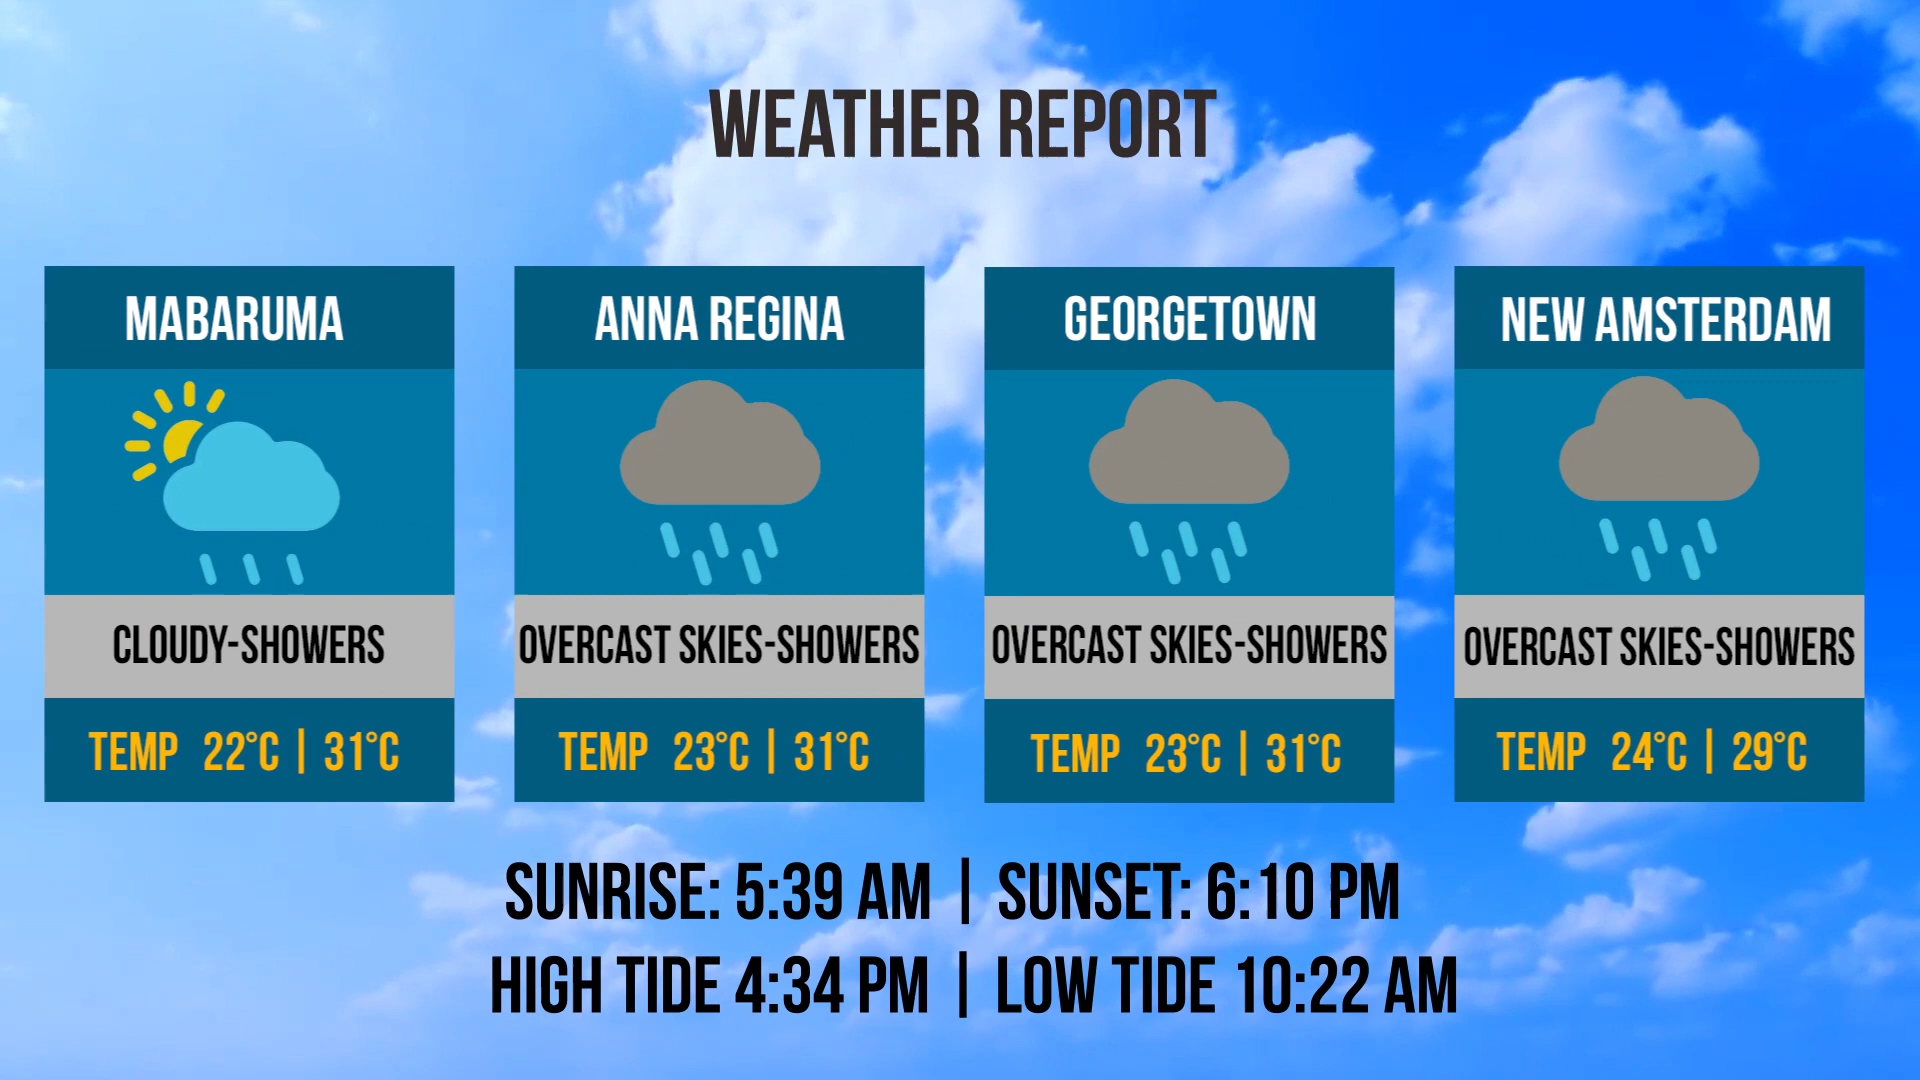 WEATHER REPORT
MABARUMA
CLOUDY-SHOWERS
TEMP 22°C | 31°C
ANNA REGINA
OVERCAST SKIES-SHOWERS
TEMP 23°C | 31°C
GEORGETOWN
OVERCAST SKIES-SHOWERS
TEMP 23°C | 31°C
NEW AMSTERDAM
OVERCAST SKIES-SHOWERS
TEMP 24°C | 29°C
SUNRISE: 5:39 AM | SUNSET: 6:10 PM
HIGH TIDE 4:34 PM | LOW TIDE 10:22 AM